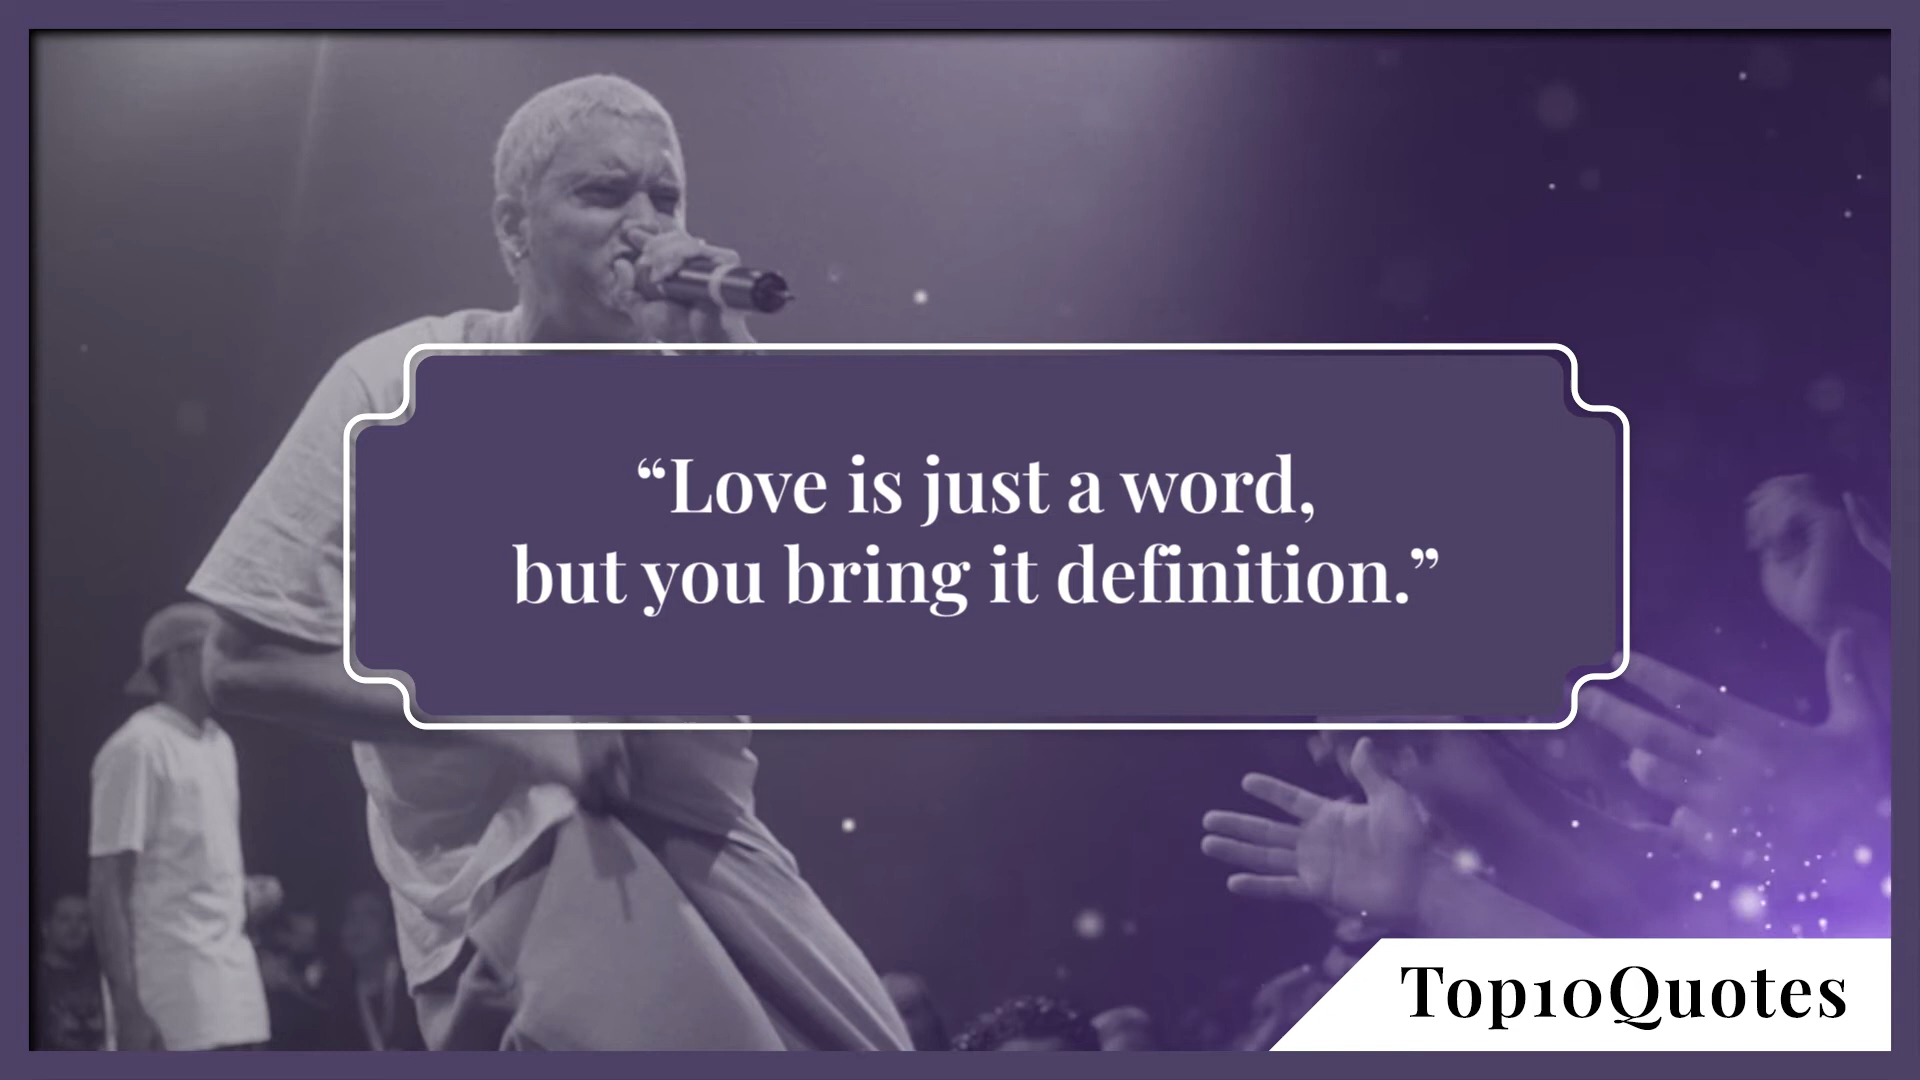 “Love is just a word,
but you bring it definition.”
Top10Quotes